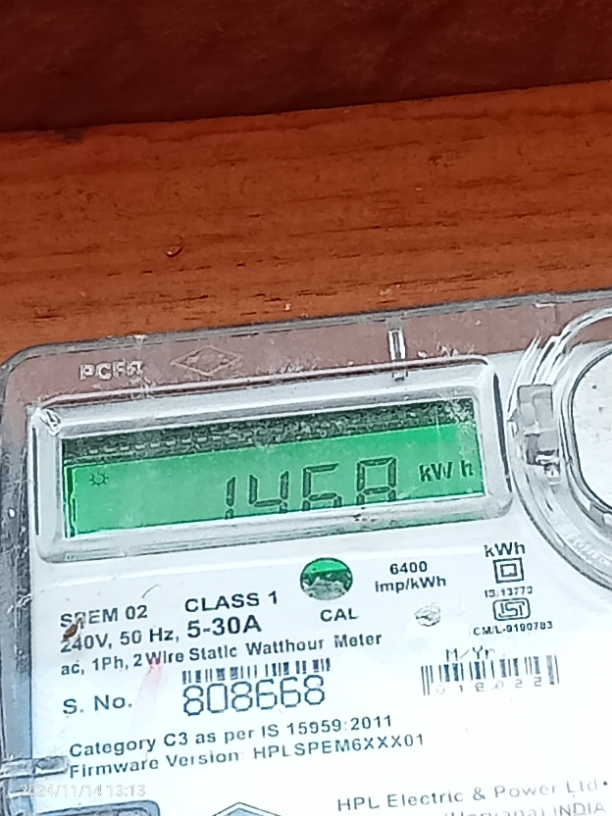 1468 kWh
kWh
6400
imp/kWh
IS 13779
CM/L-9190783
SPEM 02 CLASS 1
CAL
240V, 50 Hz, 5-30A
ac, 1Ph, 2 Wire Static Watthour Meter
M/Yr.
S. No. 808668
Category C3 as per IS 15959:2011
Firmware Version: HPLSPEM6XXX01
2024/11/14 13:13
HPL Electric & Power Ltd.
(Haryana) INDIA